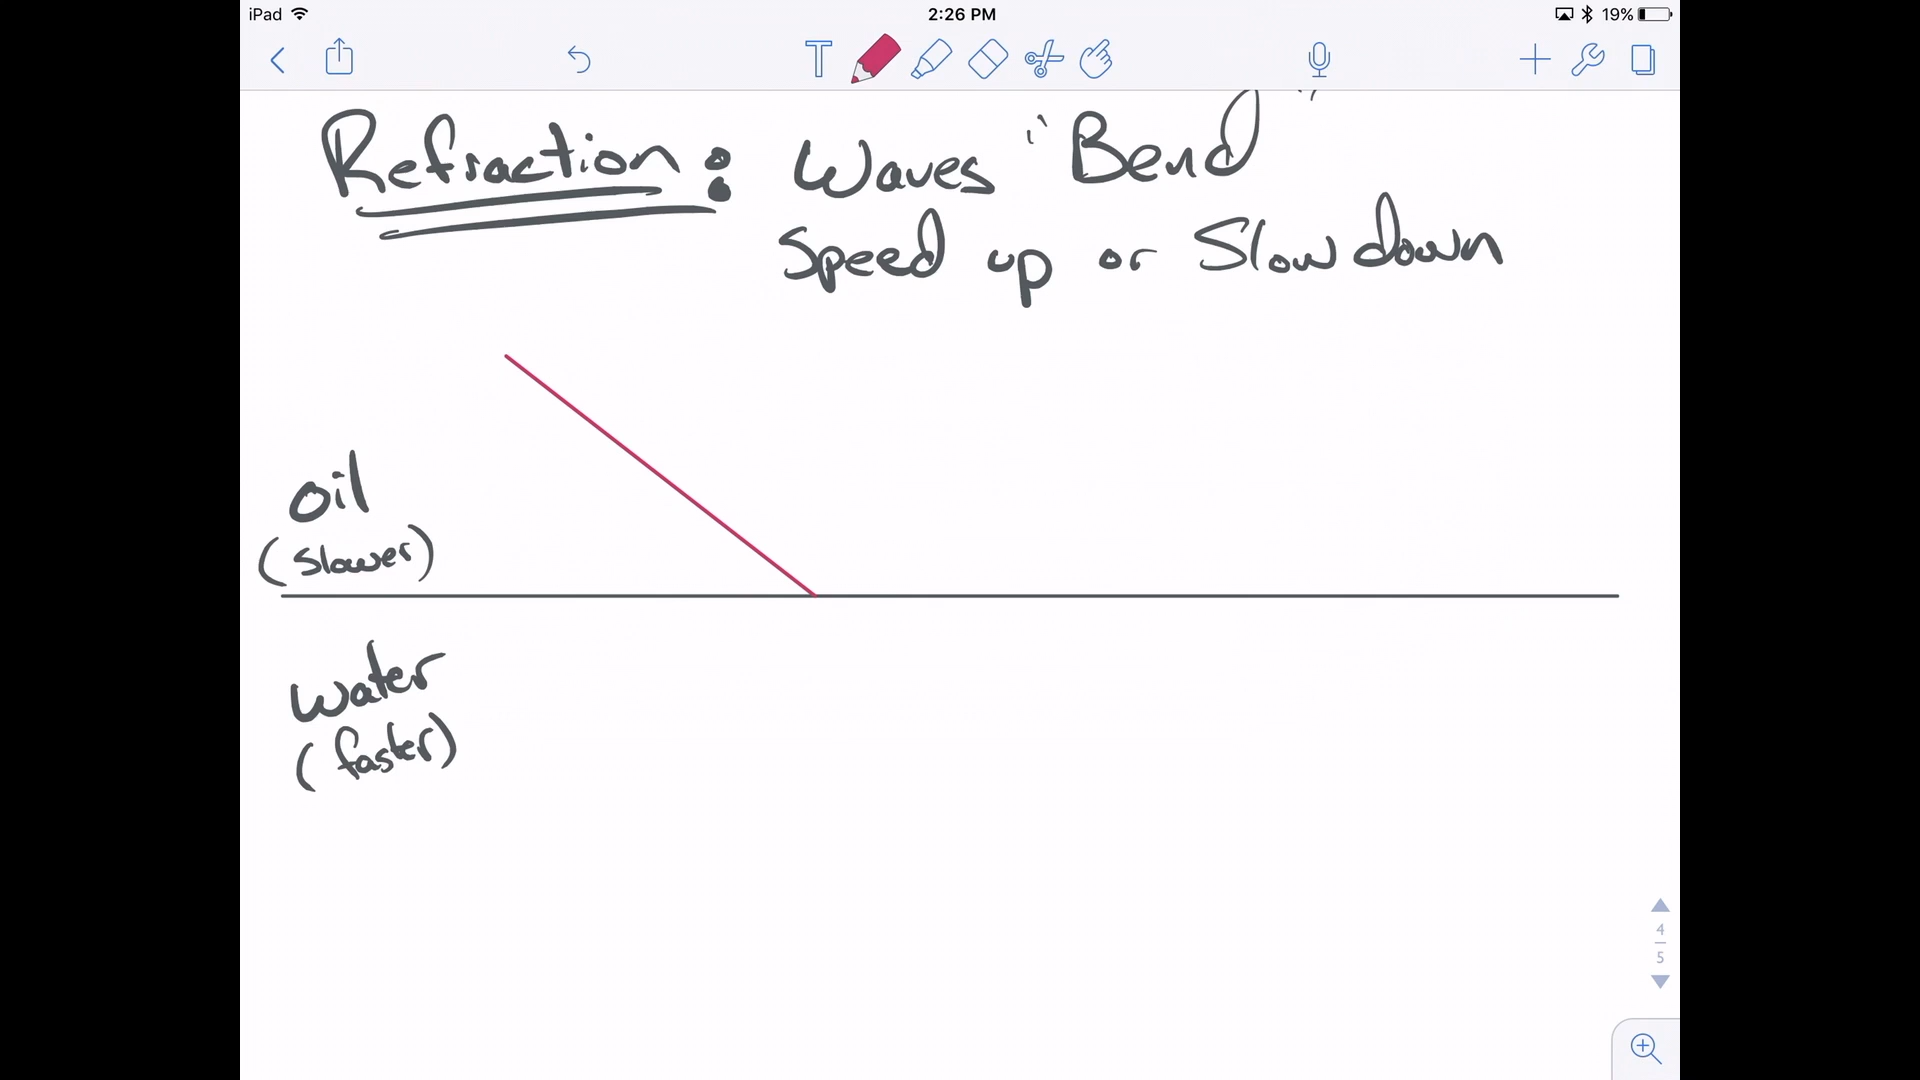 iPad 2:26 PM 19%
T
Refraction: Waves "Bend"
Speed up or Slow down
oil
(slower)
water
(faster)
4
5